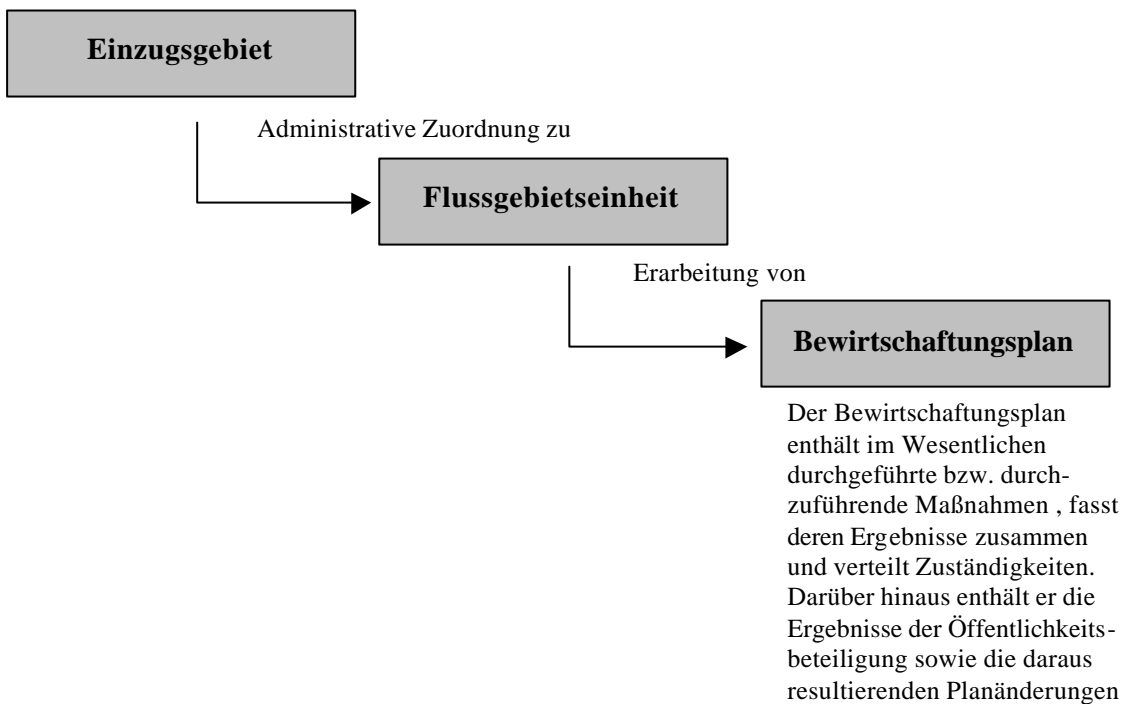 Einzugsgebiet
Administrative Zuordnung zu
Flussgebietseinheit
Erarbeitung von
Bewirtschaftungsplan
Der Bewirtschaftungsplan
enthält im Wesentlichen
durchgeführte bzw. durch-
zuführende Maßnahmen , fasst
deren Ergebnisse zusammen
und verteilt Zuständigkeiten.
Darüber hinaus enthält er die
Ergebnisse der Öffentlichkeits-
beteiligung sowie die daraus
resultierenden Planänderungen